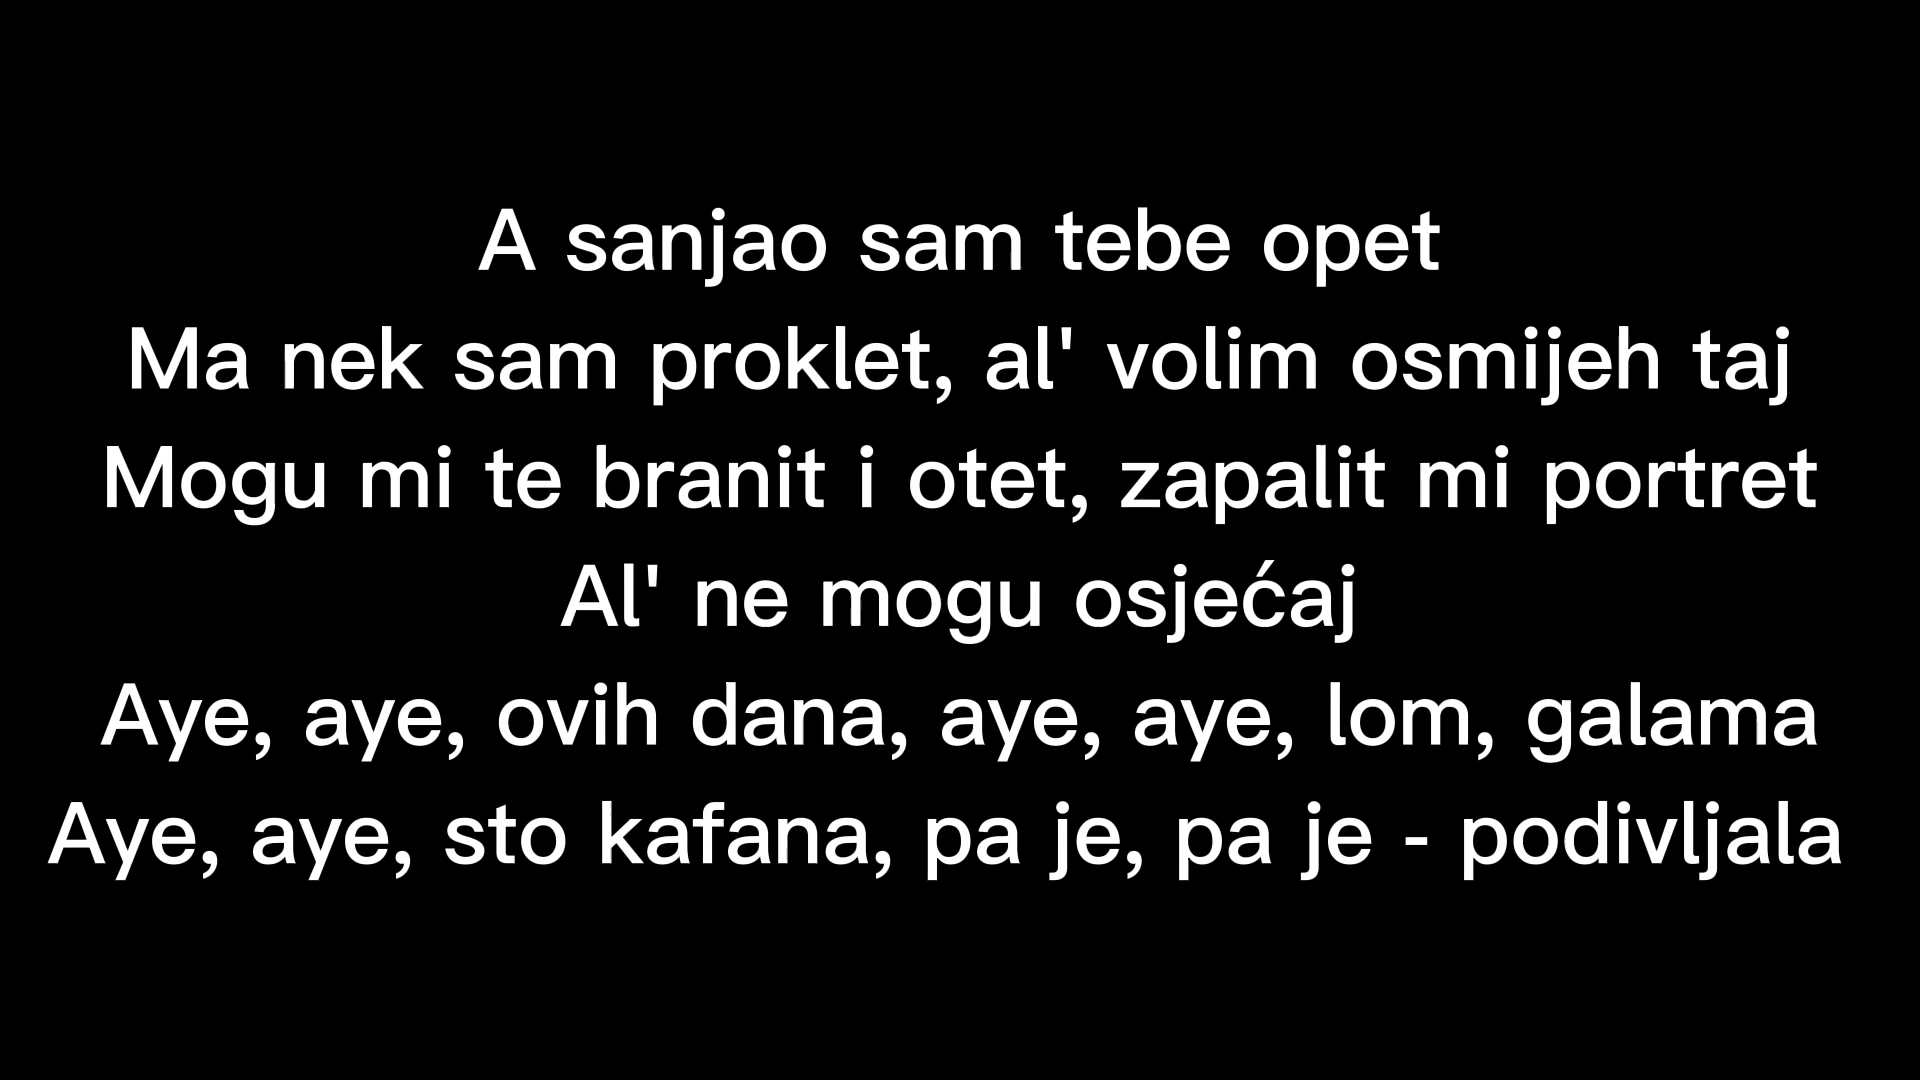 A sanjao sam tebe opet
Ma nek sam proklet, al' volim osmijeh taj
Mogu mi te branit i otet, zapalit mi portret
Al' ne mogu osjećaj
Aye, aye, ovih dana, aye, aye, lom, galama
Aye, aye, sto kafana, pa je, pa je - podivljala